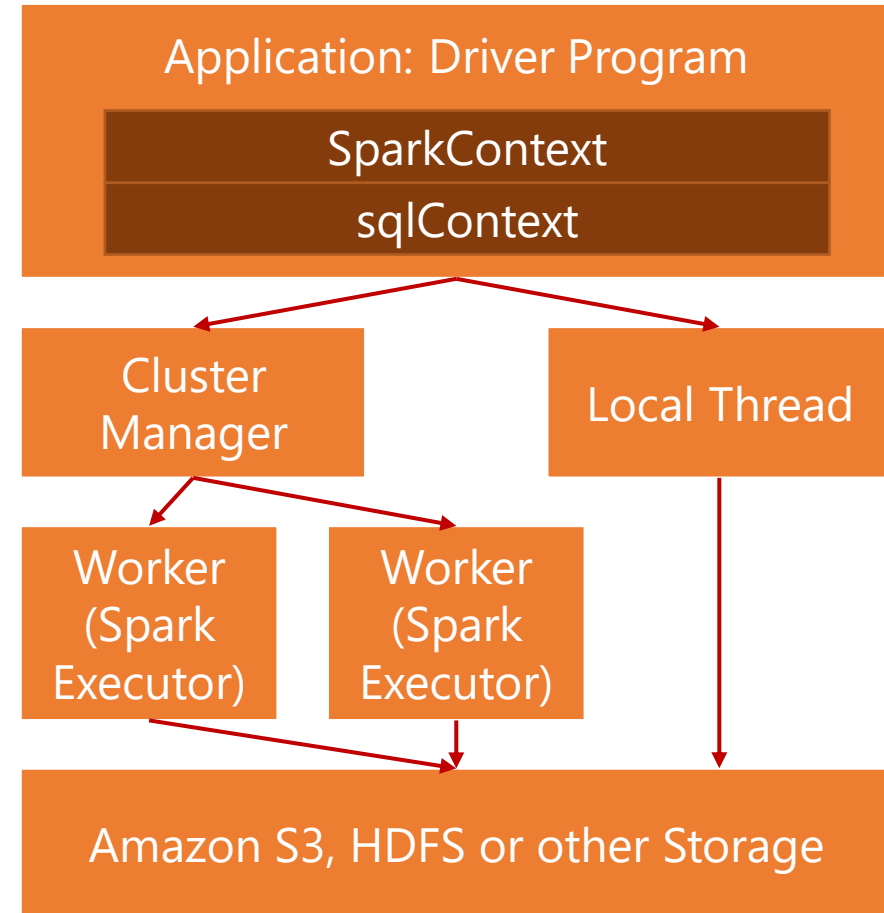 Application: Driver Program
SparkContext
sqlContext
Cluster
Manager
Local Thread
Worker
(Spark
Executor)
Worker
(Spark
Executor)
Amazon S3, HDFS or other Storage